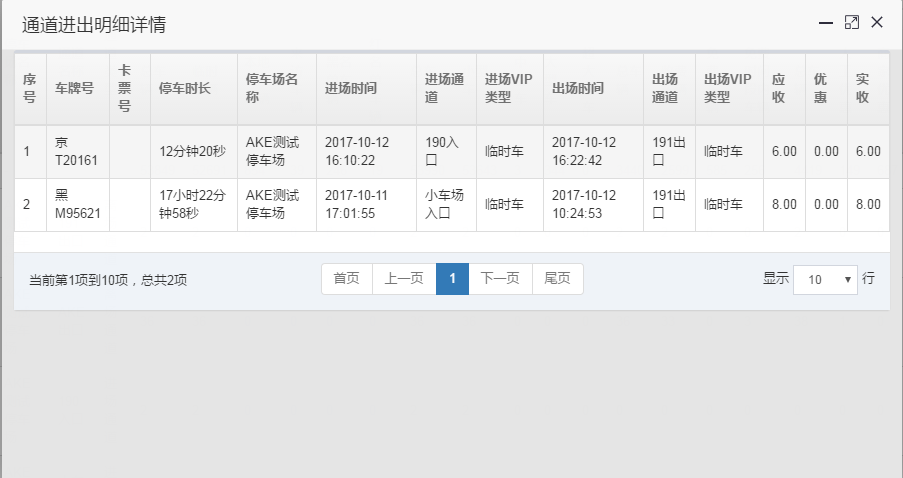 通道进出明细详情
序号 车牌号 卡票号 停车时长 停车场名称 进场时间 进场通道 进场VIP类型 出场时间 出场通道 出场VIP类型 应收 优惠 实收
1 京T20161 12分钟20秒 AKE测试停车场 2017-10-12 16:10:22 190入口 临时车 2017-10-12 16:22:42 191出口 临时车 6.00 0.00 6.00
2 黑M95621 17小时22分钟58秒 AKE测试停车场 2017-10-11 17:01:55 小车场入口 临时车 2017-10-12 10:24:53 191出口 临时车 8.00 0.00 8.00
当前第1项到10项，总共2项 首页 上一页 1 下一页 尾页 显示 10 行